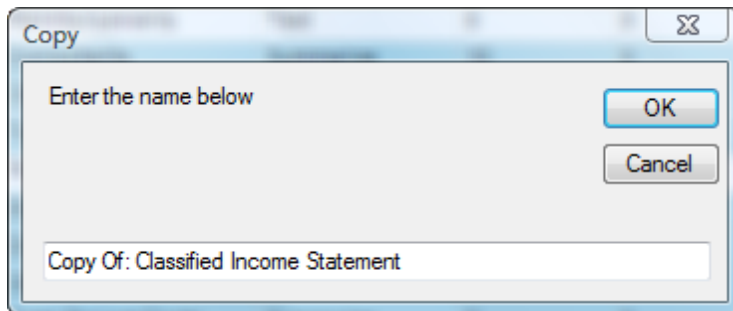 Copy
Enter the name below
OK
Cancel
Copy Of: Classified Income Statement